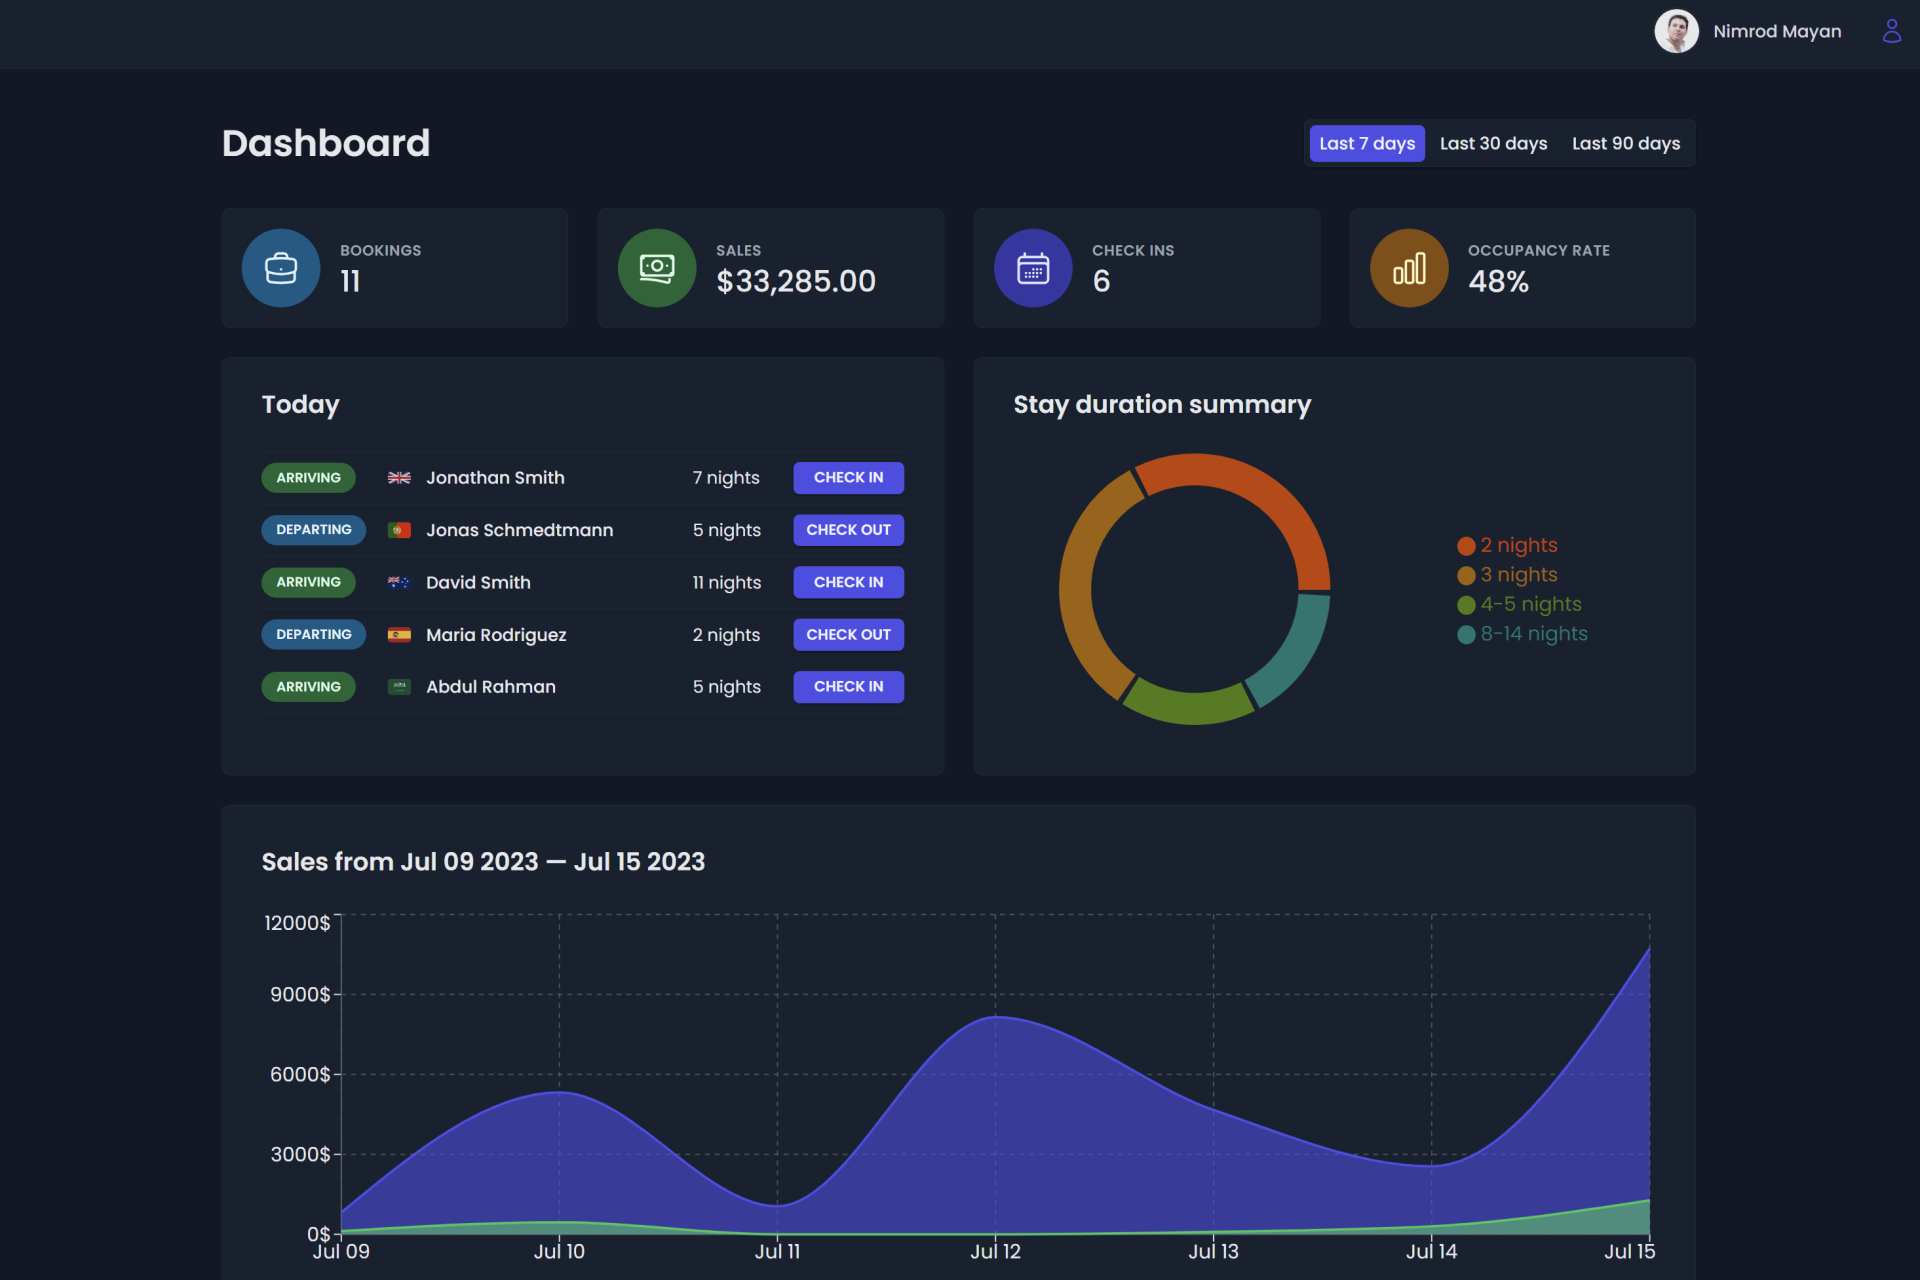 Nimrod Mayan
Dashboard
Last 7 days Last 30 days Last 90 days
BOOKINGS
11
SALES
$33,285.00
CHECK INS
6
OCCUPANCY RATE
48%
Today
ARRIVING Jonathan Smith 7 nights CHECK IN
DEPARTING Jonas Schmedtmann 5 nights CHECK OUT
ARRIVING David Smith 11 nights CHECK IN
DEPARTING Maria Rodriguez 2 nights CHECK OUT
ARRIVING Abdul Rahman 5 nights CHECK IN
Stay duration summary
2 nights
3 nights
4-5 nights
8-14 nights
Sales from Jul 09 2023 — Jul 15 2023
12000$
9000$
6000$
3000$
0$
Jul 09 Jul 10 Jul 11 Jul 12 Jul 13 Jul 14 Jul 15